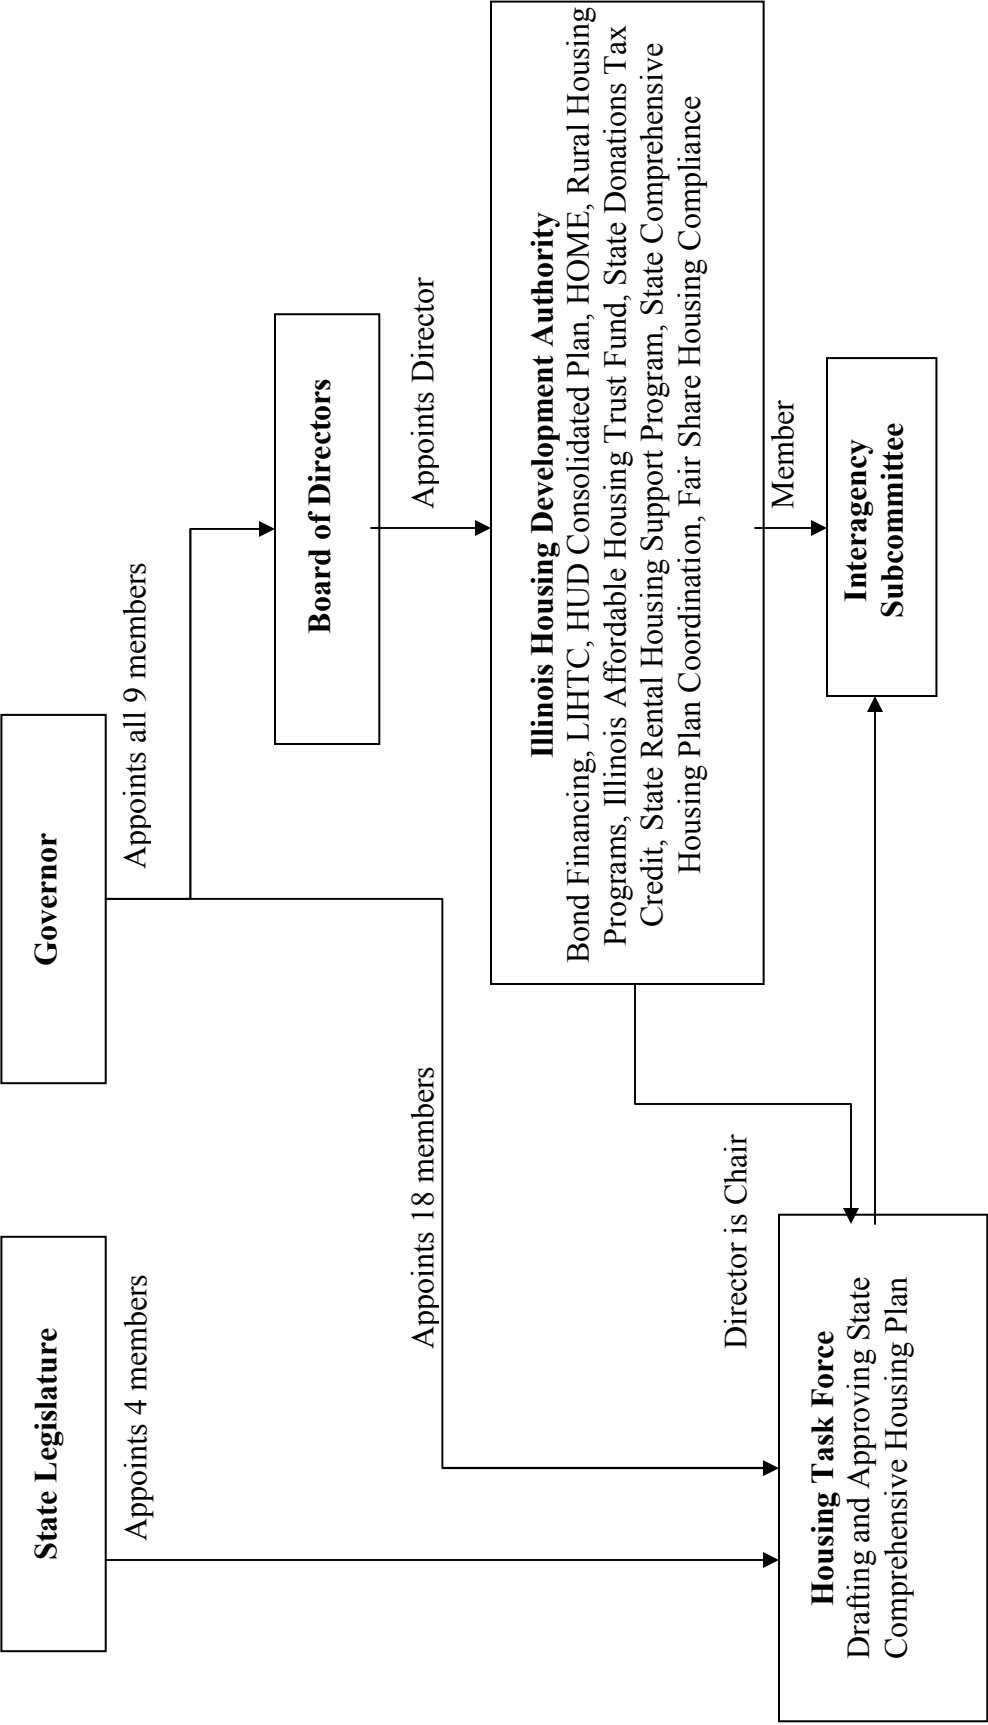 State Legislature
Governor
Appoints 4 members
Appoints all 9 members
Board of Directors
Appoints 18 members
Appoints Director
Illinois Housing Development Authority
Bond Financing, LIHTC, HUD Consolidated Plan, HOME, Rural Housing
Programs, Illinois Affordable Housing Trust Fund, State Donations Tax
Credit, State Rental Housing Support Program, State Comprehensive
Housing Plan Coordination, Fair Share Housing Compliance
Director is Chair
Member
Housing Task Force
Drafting and Approving State
Comprehensive Housing Plan
Interagency
Subcommittee